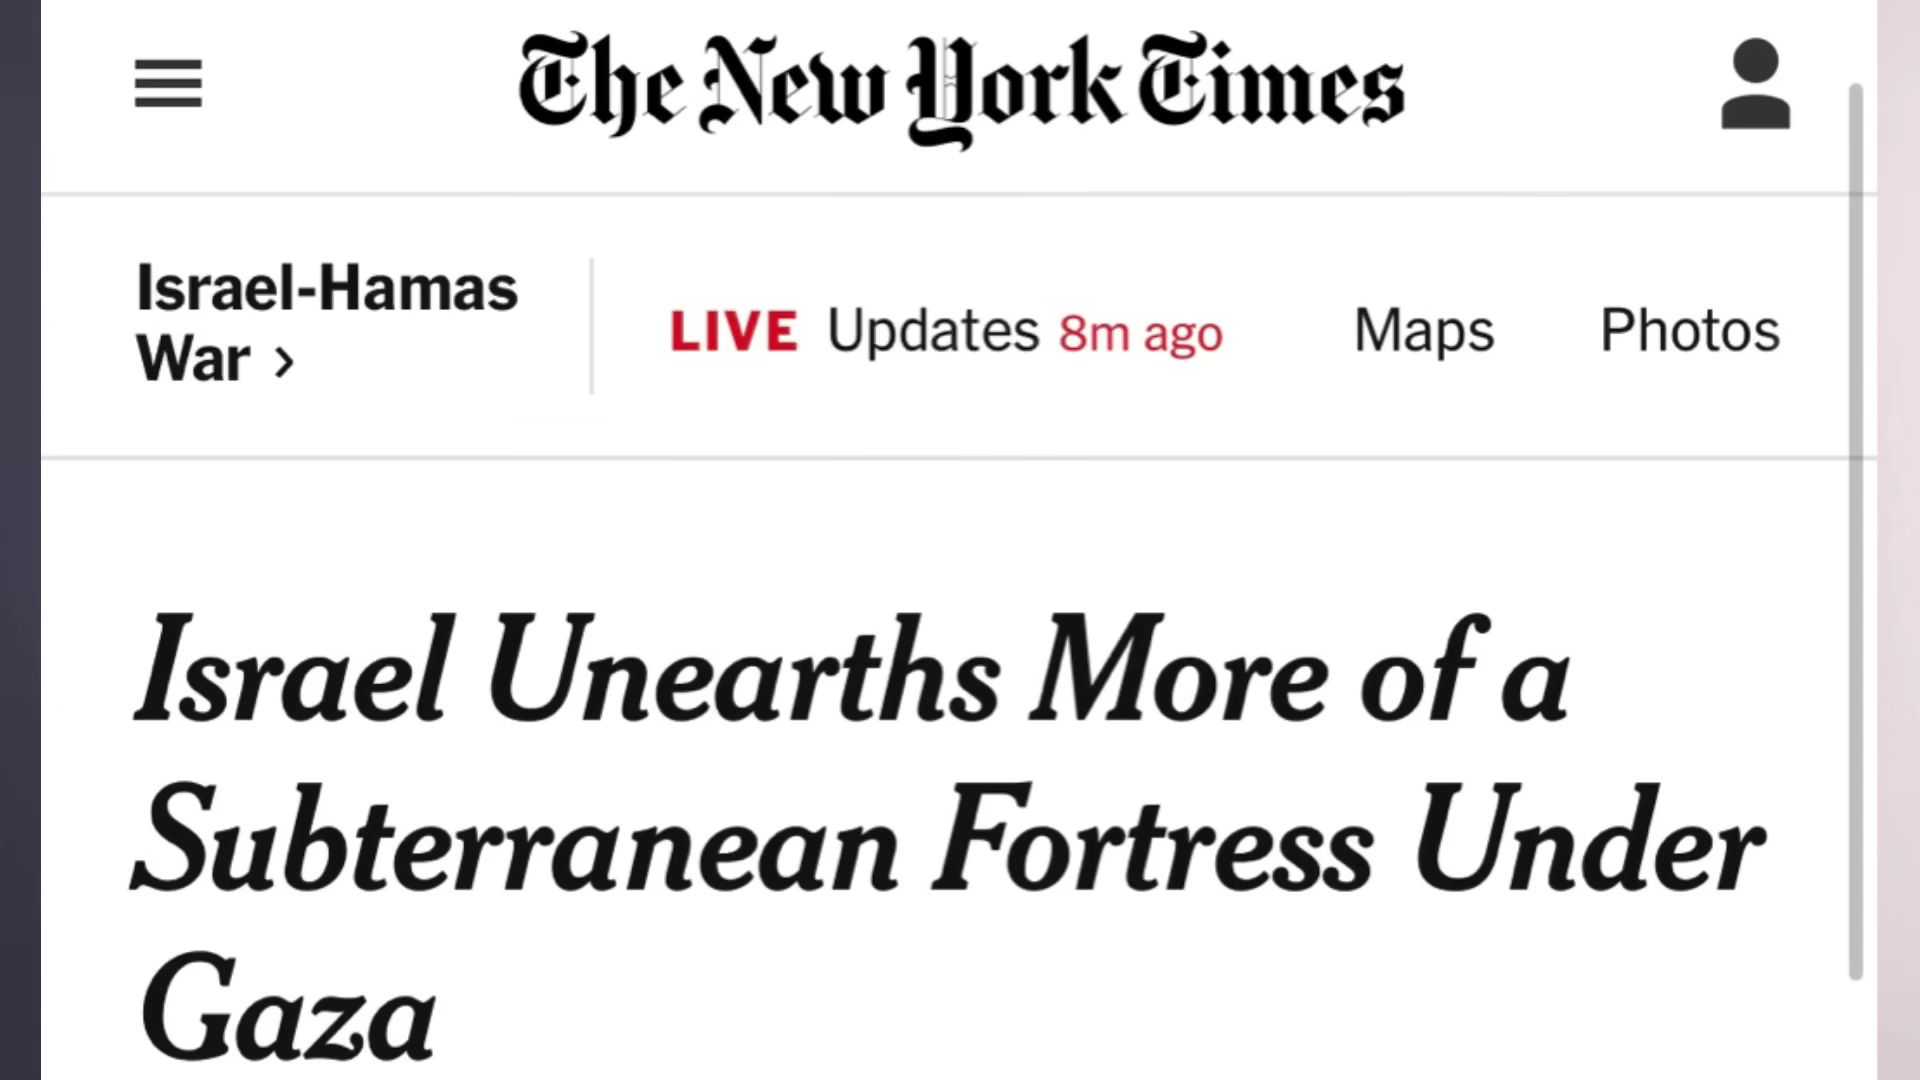 The New York Times
Israel-Hamas
War >
LIVE Updates 8m ago Maps Photos
Israel Unearths More of a
Subterranean Fortress Under
Gaza